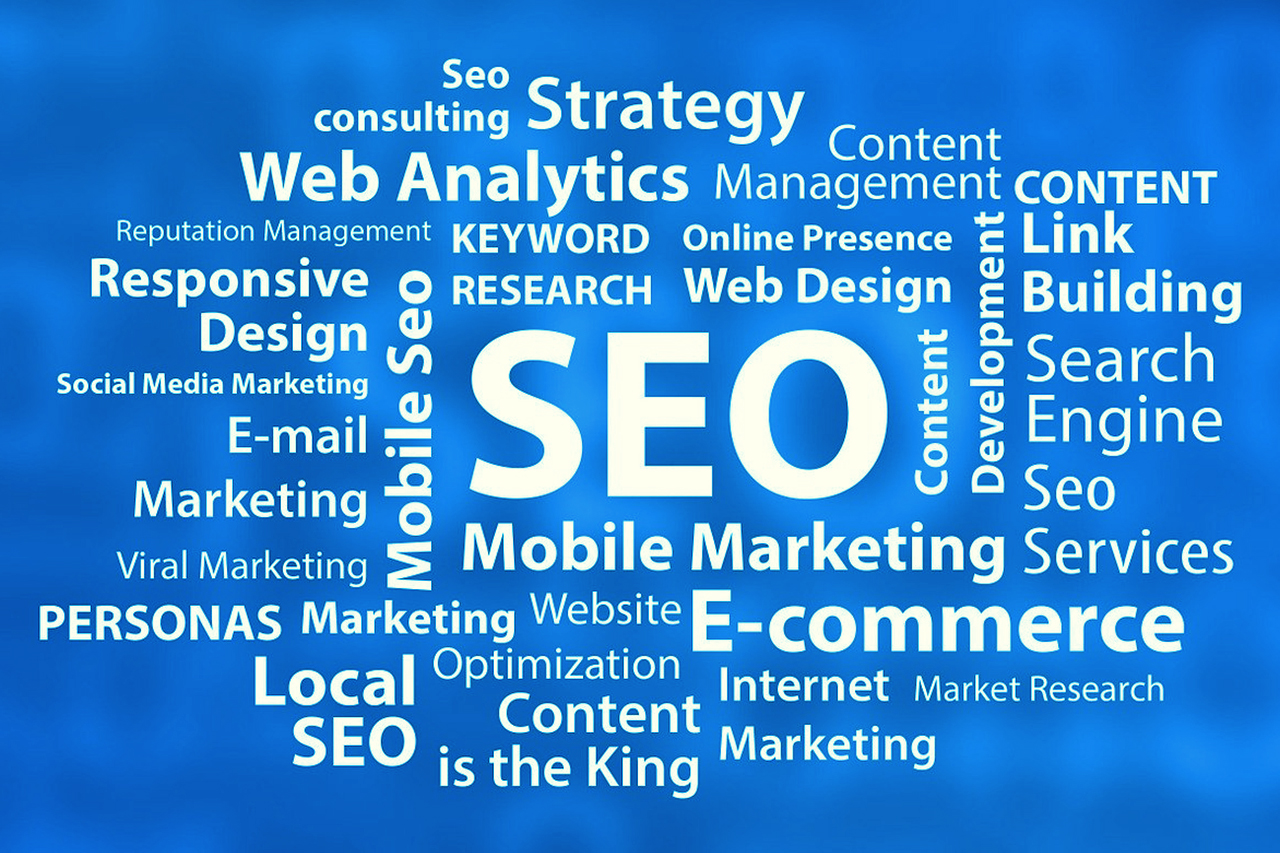 Seo
consulting
Strategy
Content
Management
Web Analytics
CONTENT
Reputation Management
KEYWORD
RESEARCH
Online Presence
Web Design
Link
Building
Responsive
Design
Social Media Marketing
Mobile Seo
SEO
Content
Development
Search
Engine
Seo
Services
E-mail
Marketing
Viral Marketing
Mobile Marketing
PERSONAS
Marketing
Website
Optimization
E-commerce
Local
SEO
Content
is the King
Internet
Marketing
Market Research